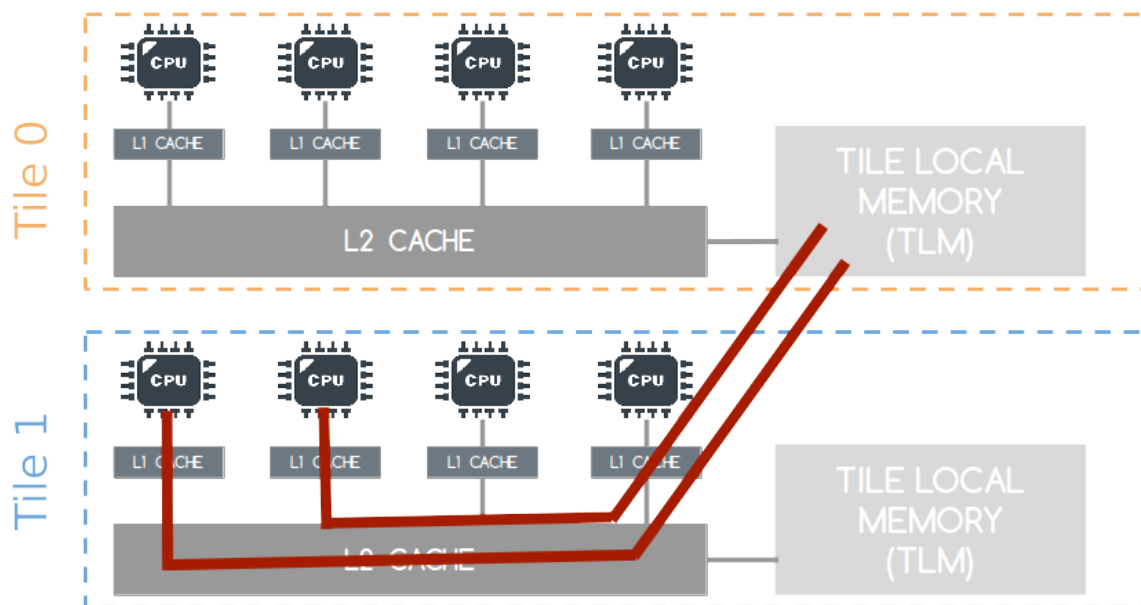 Tile 0
CPU CPU CPU CPU
L1 CACHE L1 CACHE L1 CACHE L1 CACHE
L2 CACHE
TILE LOCAL
MEMORY
(TLM)
Tile 1
CPU CPU CPU CPU
L1 CACHE L1 CACHE L1 CACHE L1 CACHE
L2 CACHE
TILE LOCAL
MEMORY
(TLM)